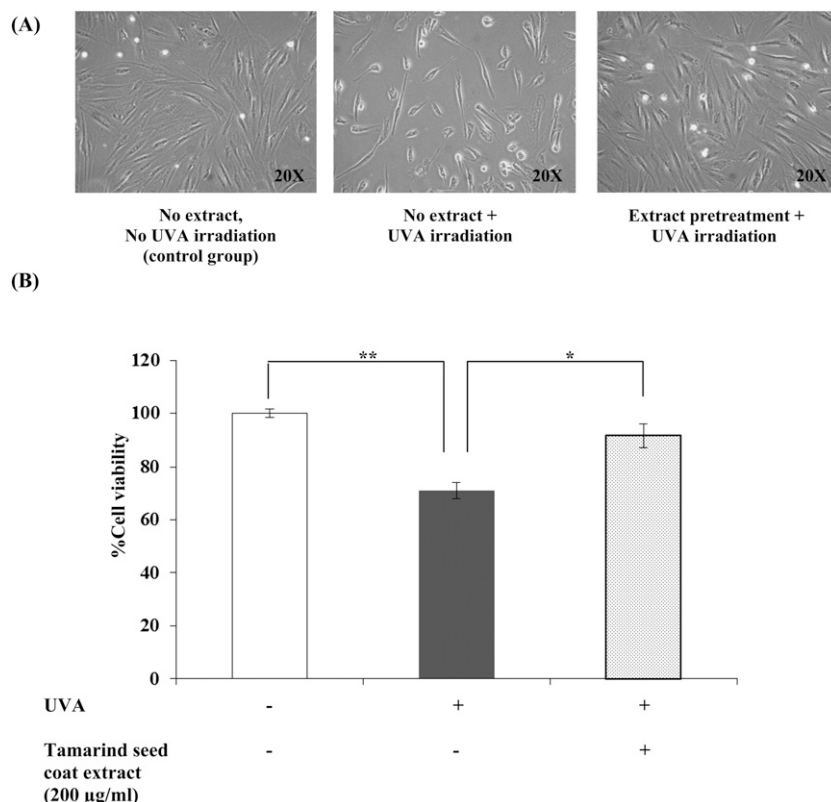 (A)
20X
20X
20X
No extract,
No UVA irradiation
(control group)
No extract +
UVA irradiation
Extract pretreatment +
UVA irradiation
(B)
%Cell viability
120
100
80
60
40
20
0
**
*
UVA - + +
Tamarind seed
coat extract
(200 µg/ml)
- - +